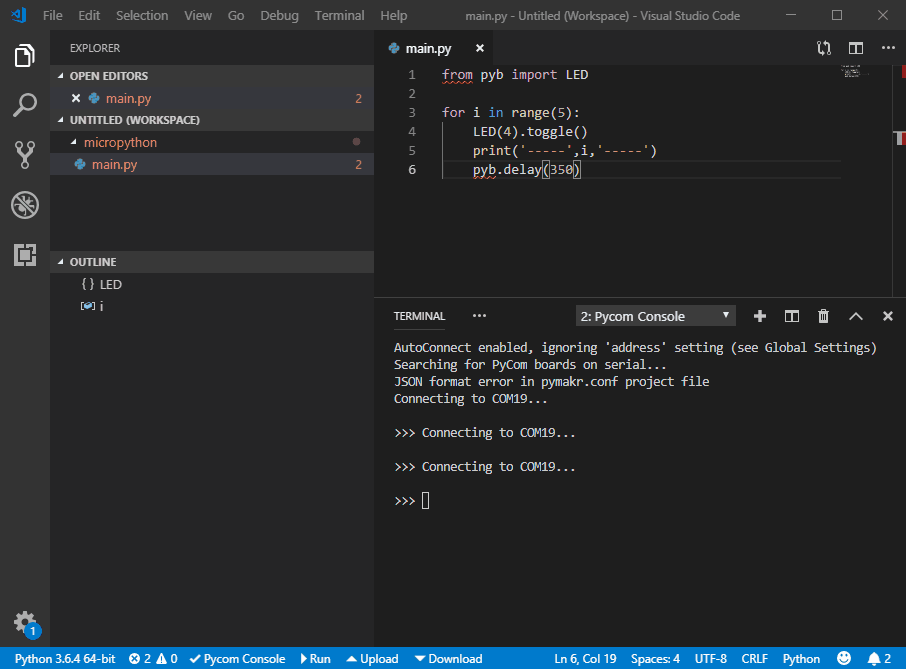 File Edit Selection View Go Debug Terminal Help main.py - Untitled (Workspace) - Visual Studio Code
EXPLORER
OPEN EDITORS
main.py 2
UNTITLED (WORKSPACE)
micropython
main.py 2
OUTLINE
{ } LED
i
main.py
1 from pyb import LED
2
3 for i in range(5):
4 LED(4).toggle()
5 print('-----',i,'-----')
6 pyb.delay(350)
TERMINAL ... 2: Pycom Console
AutoConnect enabled, ignoring 'address' setting (see Global Settings)
Searching for PyCom boards on serial...
JSON format error in pymakr.conf project file
Connecting to COM19...
>>> Connecting to COM19...
>>> Connecting to COM19...
>>>
1
Python 3.6.4 64-bit 2 0 Pycom Console Run Upload Download Ln 6, Col 19 Spaces: 4 UTF-8 CRLF Python 2